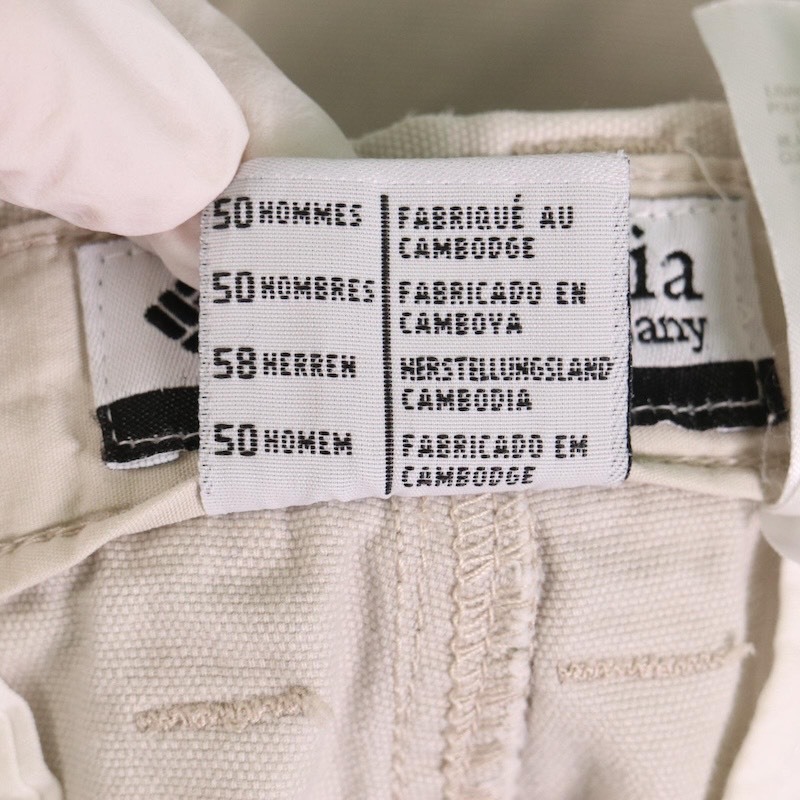 50 HOMMES
FABRIQUÉ AU
CAMBODGE
50 HOMBRES
FABRICADO EN
CAMBOYA
58 HERREN
HERSTELLUNGSLAND
CAMBODIA
50 HOMEM
FABRICADO EM
CAMBODGE
ia
any